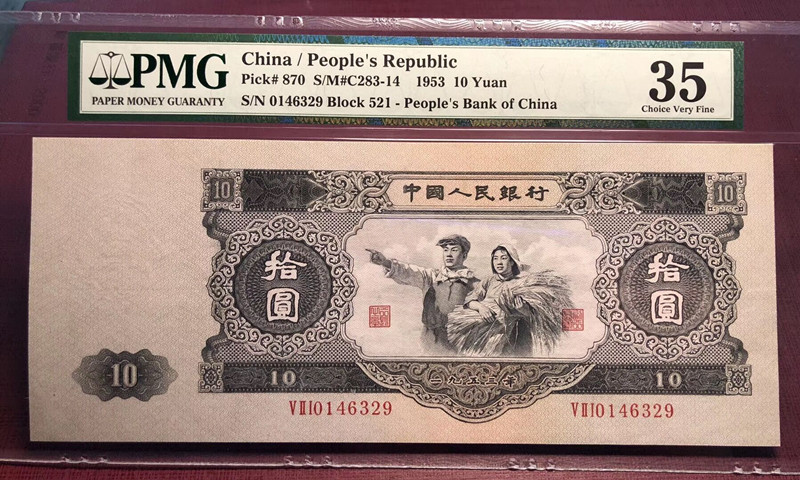 PMG
PAPER MONEY GUARANTY
China / People's Republic
Pick# 870 S/M#C283-14 1953 10 Yuan
S/N 0146329 Block 521 - People's Bank of China
35
Choice Very Fine
10
中國人民銀行
10
拾圓
拾圓
10
10
一九五三年
10
VIII0146329
VIII0146329